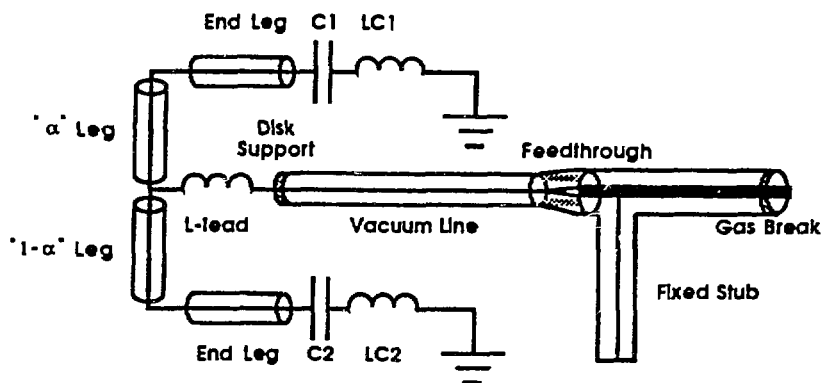 End Leg C1 LC1
"α" Leg
Disk
Support
Feedthrough
L-lead
Vacuum Line
Gas Break
"1-α" Leg
Fixed Stub
End Leg C2 LC2